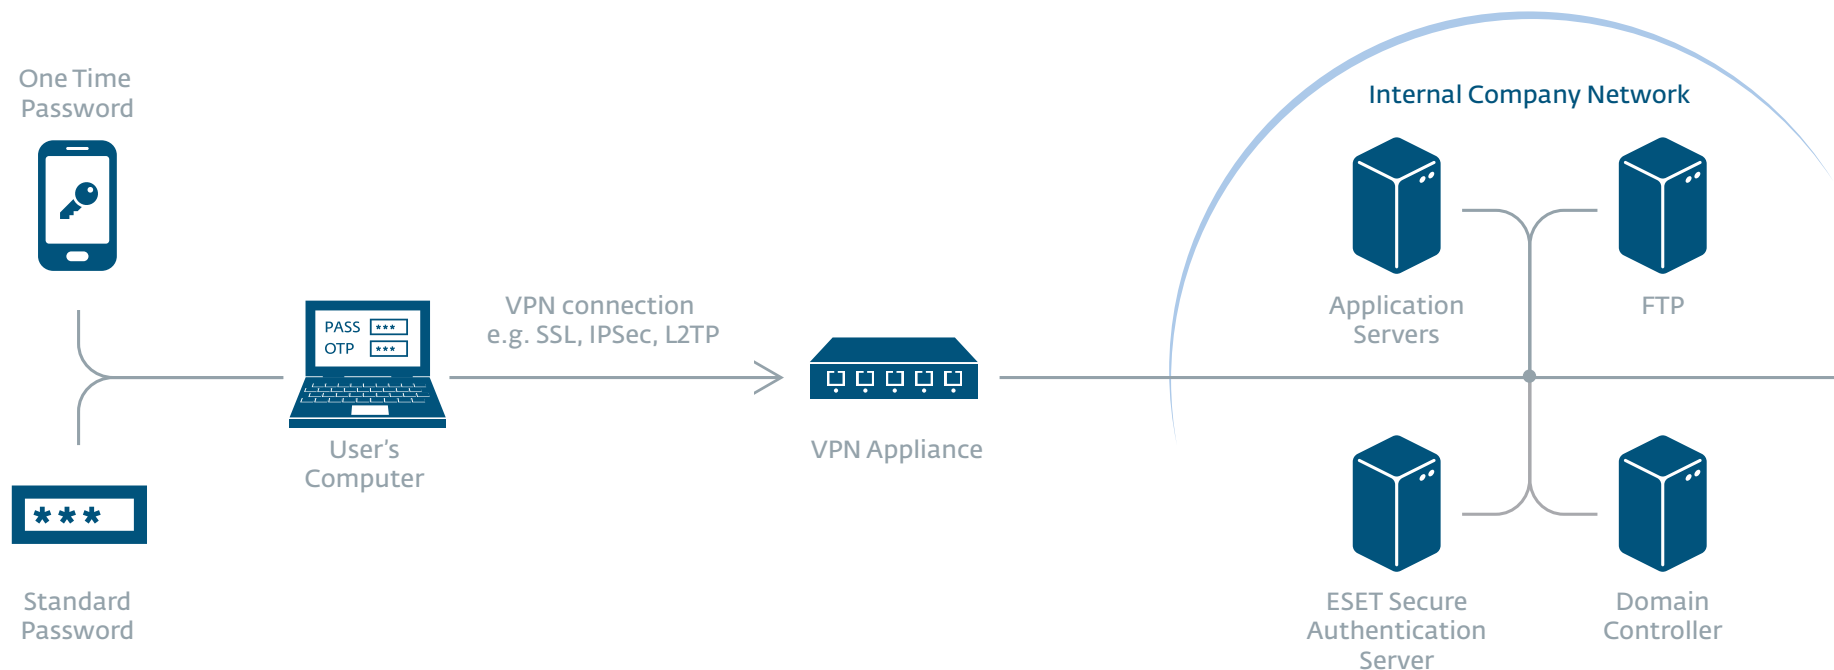 One Time
Password
Standard
Password
PASS ***
OTP ***
User's
Computer
VPN connection
e.g. SSL, IPSec, L2TP
VPN Appliance
Internal Company Network
Application
Servers
FTP
ESET Secure
Authentication
Server
Domain
Controller
***